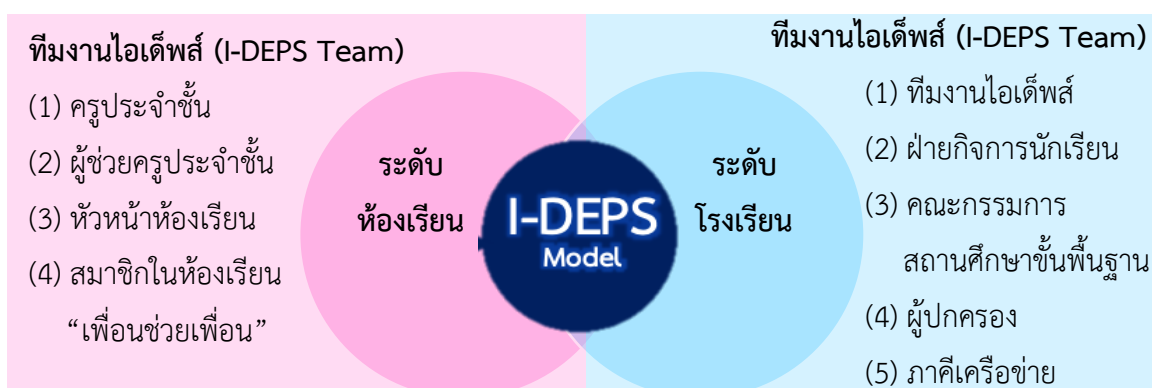 ทีมงานไอเด็พส์ (I-DEPS Team)
(1) ครูประจำชั้น
(2) ผู้ช่วยครูประจำชั้น
(3) หัวหน้าห้องเรียน
(4) สมาชิกในห้องเรียน
“เพื่อนช่วยเพื่อน”
ระดับ
ห้องเรียน
I-DEPS
Model
ระดับ
โรงเรียน
ทีมงานไอเด็พส์ (I-DEPS Team)
(1) ทีมงานไอเด็พส์
(2) ฝ่ายกิจการนักเรียน
(3) คณะกรรมการ
สถานศึกษาขั้นพื้นฐาน
(4) ผู้ปกครอง
(5) ภาคีเครือข่าย